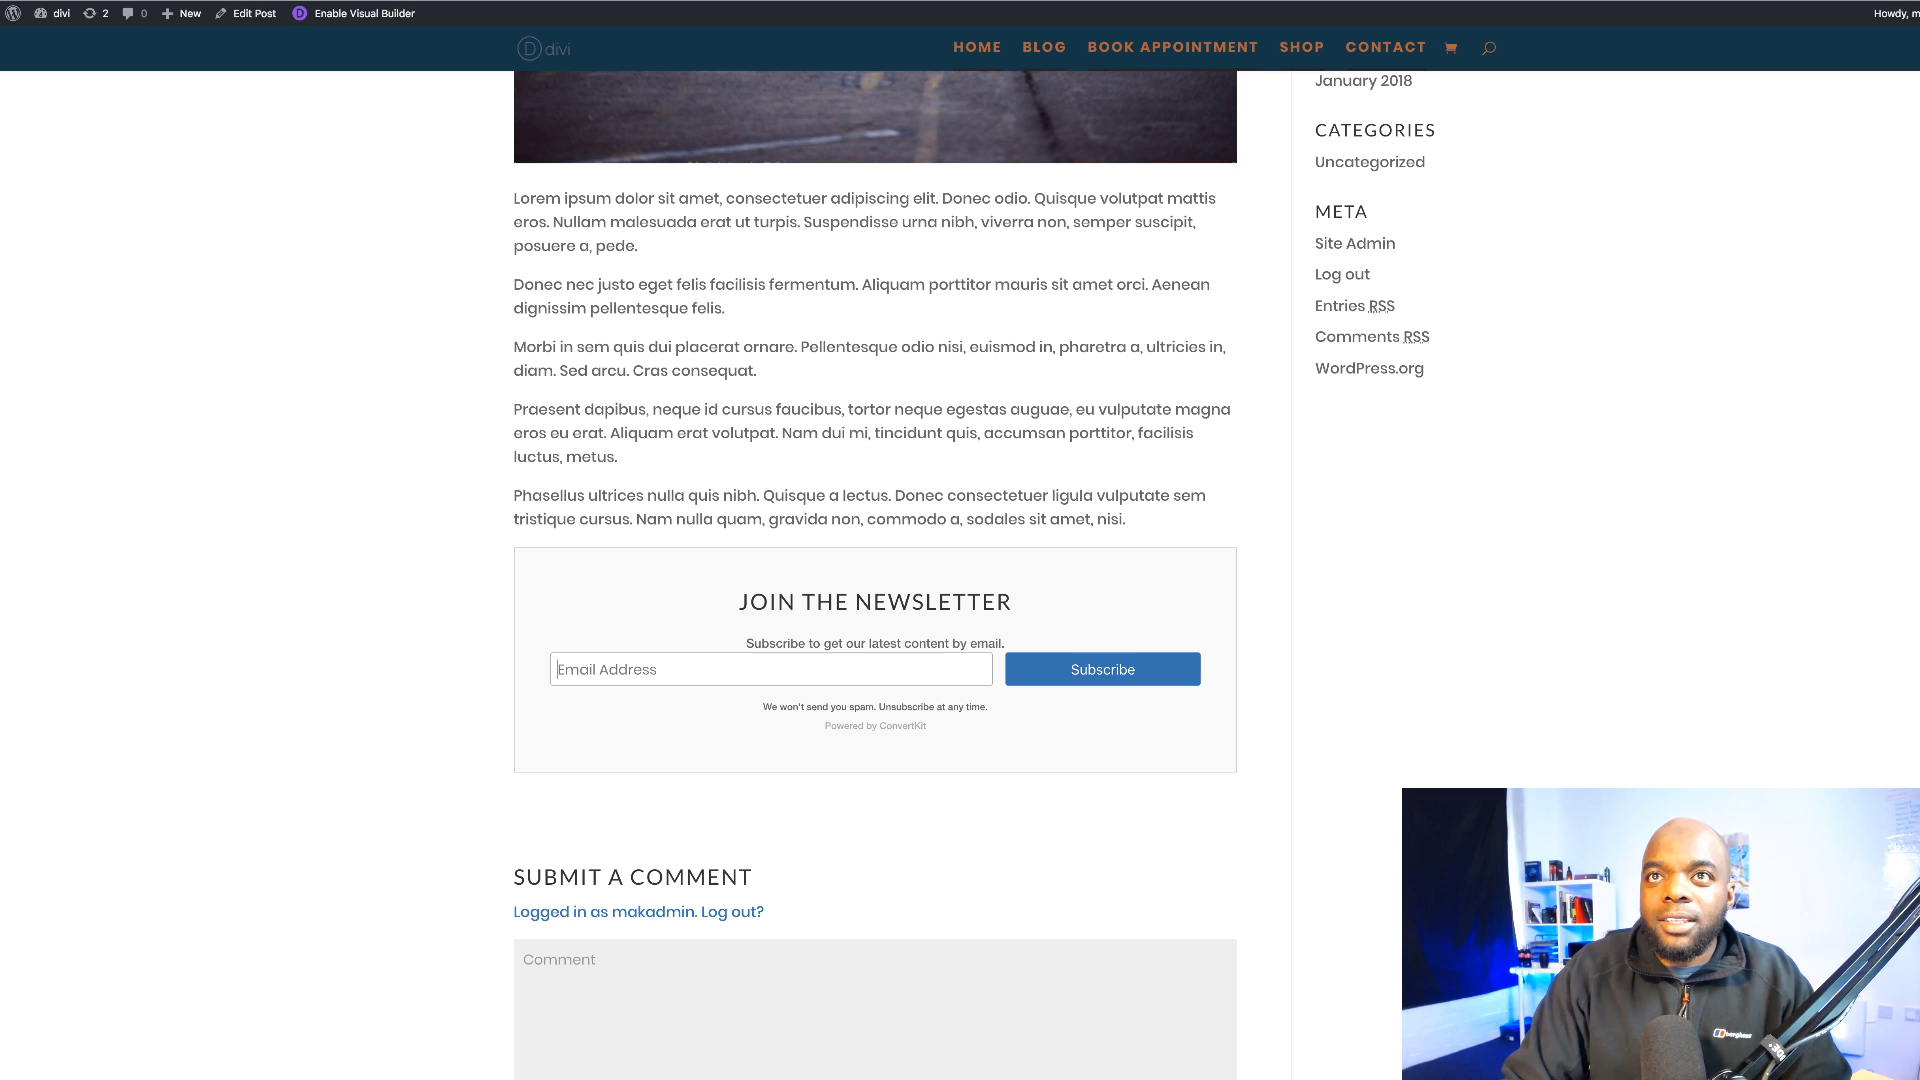 divi 2 0 New Edit Post D Enable Visual Builder Howdy, m
D divi HOME BLOG BOOK APPOINTMENT SHOP CONTACT
January 2018
CATEGORIES
Uncategorized
META
Site Admin
Log out
Entries RSS
Comments RSS
WordPress.org
Lorem ipsum dolor sit amet, consectetuer adipiscing elit. Donec odio. Quisque volutpat mattis
eros. Nullam malesuada erat ut turpis. Suspendisse urna nibh, viverra non, semper suscipit,
posuere a, pede.
Donec nec justo eget felis facilisis fermentum. Aliquam porttitor mauris sit amet orci. Aenean
dignissim pellentesque felis.
Morbi in sem quis dui placerat ornare. Pellentesque odio nisi, euismod in, pharetra a, ultricies in,
diam. Sed arcu. Cras consequat.
Praesent dapibus, neque id cursus faucibus, tortor neque egestas auguae, eu vulputate magna
eros eu erat. Aliquam erat volutpat. Nam dui mi, tincidunt quis, accumsan porttitor, facilisis
luctus, metus.
Phasellus ultrices nulla quis nibh. Quisque a lectus. Donec consectetuer ligula vulputate sem
tristique cursus. Nam nulla quam, gravida non, commodo a, sodales sit amet, nisi.
JOIN THE NEWSLETTER
Subscribe to get our latest content by email.
Email Address
Subscribe
We won't send you spam. Unsubscribe at any time.
Powered by ConvertKit
SUBMIT A COMMENT
Logged in as makadmin. Log out?
Comment
berghaus
RØDE